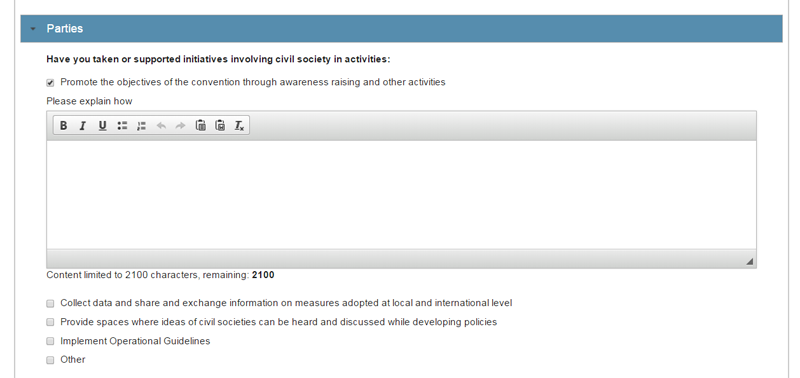 Parties
Have you taken or supported initiatives involving civil society in activities:
Promote the objectives of the convention through awareness raising and other activities
Please explain how
B I U
Content limited to 2100 characters, remaining: 2100
Collect data and share and exchange information on measures adopted at local and international level
Provide spaces where ideas of civil societies can be heard and discussed while developing policies
Implement Operational Guidelines
Other